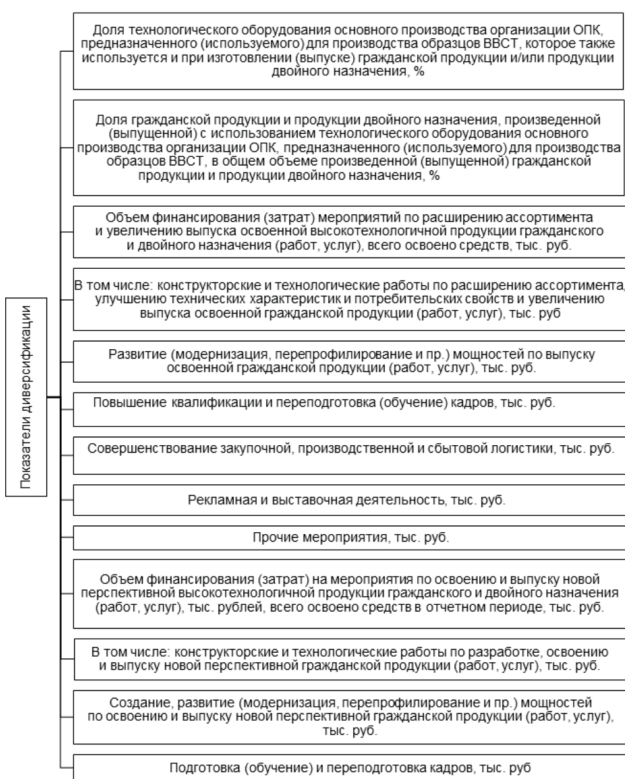 Доля технологического оборудования основного производства организации ОПК,
предназначенного (используемого) для производства образцов ВВСТ, которое также
используется и при изготовлении (выпуске) гражданской продукции и/или продукции
двойного назначения, %
Доля гражданской продукции и продукции двойного назначения, произведенной
(выпущенной) с использованием технологического оборудования основного
производства организации ОПК, предназначенного (используемого) для производства
образцов ВВСТ, в общем объеме произведенной (выпущенной) гражданской
продукции и продукции двойного назначения, %
Объем финансирования (затрат) мероприятий по расширению ассортимента
и увеличению выпуска освоенной высокотехнологичной продукции гражданского
и двойного назначения (работ, услуг), всего освоено средств, тыс. руб.
В том числе: конструкторские и технологические работы по расширению ассортимента,
улучшению технических характеристик и потребительских свойств и увеличению
выпуска освоенной гражданской продукции (работ, услуг), тыс. руб
Показатели диверсификации
Развитие (модернизация, перепрофилирование и пр.) мощностей по выпуску
освоенной гражданской продукции (работ, услуг), тыс. руб.
Повышение квалификации и переподготовка (обучение) кадров, тыс. руб.
Совершенствование закупочной, производственной и сбытовой логистики, тыс. руб.
Рекламная и выставочная деятельность, тыс. руб.
Прочие мероприятия, тыс. руб.
Объем финансирования (затрат) на мероприятия по освоению и выпуску новой
перспективной высокотехнологичной продукции гражданского и двойного назначения
(работ, услуг), тыс. рублей, всего освоено средств в отчетном периоде, тыс. руб.
В том числе: конструкторские и технологические работы по разработке, освоению
и выпуску новой перспективной гражданской продукции (работ, услуг), тыс. руб.
Создание, развитие (модернизация, перепрофилирование и пр.) мощностей
по освоению и выпуску новой перспективной гражданской продукции (работ, услуг),
тыс. руб.
Подготовка (обучение) и переподготовка кадров, тыс. руб